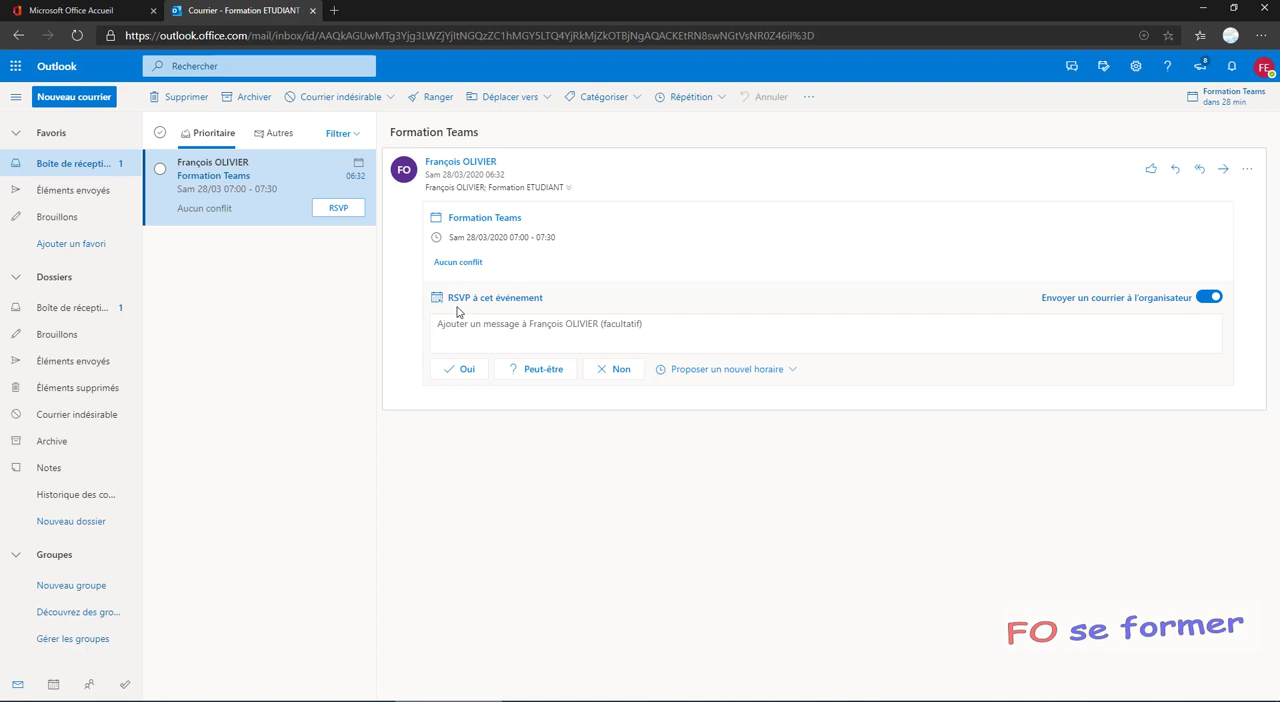 Microsoft Office Accueil
Courrier - Formation ETUDIANT
https://outlook.office.com/mail/inbox/id/AAQkAGUwMTg3Yjg3LWZjYjItNGQzZC1hMGY5LTQ4YjRkMjZkOTBjNgAQACKEtRN8swNGtVsNR0Z46iI%3D
Outlook
Rechercher
8
FE
Nouveau courrier
Supprimer
Archiver
Courrier indésirable
Ranger
Déplacer vers
Catégoriser
Répétition
Annuler
Formation Teams
dans 28 min
Favoris
Boîte de récepti... 1
Éléments envoyés
Brouillons
Ajouter un favori
Dossiers
Boîte de récepti... 1
Brouillons
Éléments envoyés
Éléments supprimés
Courrier indésirable
Archive
Notes
Historique des co...
Nouveau dossier
Groupes
Nouveau groupe
Découvrez des gro...
Gérer les groupes
Prioritaire
Autres
Filtrer
François OLIVIER
Formation Teams 06:32
Sam 28/03 07:00 - 07:30
Aucun conflit
RSVP
Formation Teams
FO
François OLIVIER
Sam 28/03/2020 06:32
François OLIVIER; Formation ETUDIANT
Formation Teams
Sam 28/03/2020 07:00 - 07:30
Aucun conflit
RSVP à cet événement
Envoyer un courrier à l'organisateur
Ajouter un message à François OLIVIER (facultatif)
Oui
Peut-être
Non
Proposer un nouvel horaire
FO se former